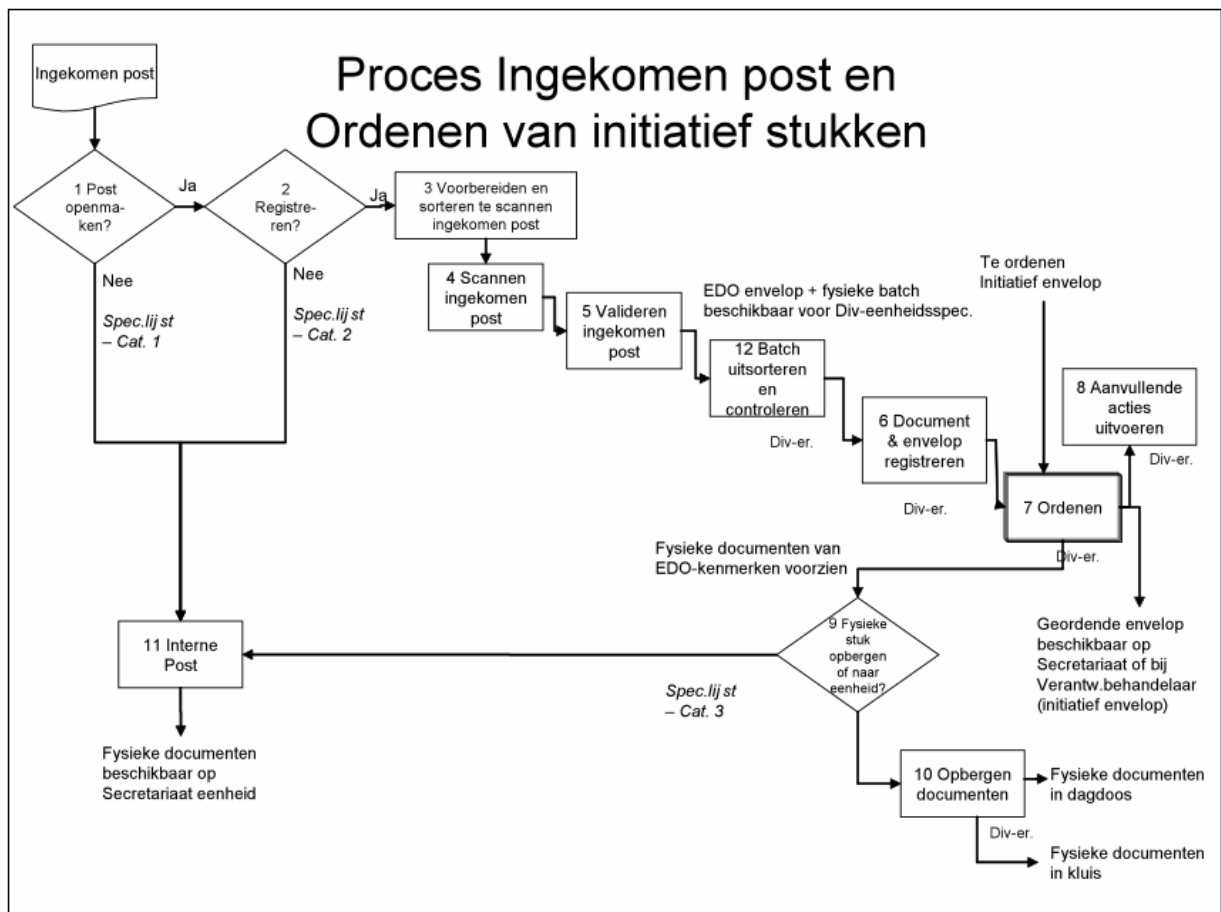 Proces Ingekomen post en
Ordenen van initiatief stukken
Ingekomen post
1 Post
openma-
ken?
Ja
2
Registre-
ren?
Ja
3 Voorbereiden en
sorteren te scannen
ingekomen post
Nee
Spec.lijst
– Cat. 1
Nee
Spec.lijst
– Cat. 2
4 Scannen
ingekomen
post
5 Valideren
ingekomen
post
EDO envelop + fysieke batch
beschikbaar voor Div-eenheidsspec.
12 Batch
uitsorteren
en
controleren
Div-er.
6 Document
& envelop
registreren
Div-er.
Te ordenen
Initiatief envelop
7 Ordenen
Div-er.
8 Aanvullende
acties
uitvoeren
Div-er.
Geordende envelop
beschikbaar op
Secretariaat of bij
Verantw.behandelaar
(initiatief envelop)
Fysieke documenten van
EDO-kenmerken voorzien
9 Fysieke
stuk
opbergen
of naar
eenheid?
Spec.lijst
– Cat. 3
11 Interne
Post
Fysieke documenten
beschikbaar op
Secretariaat eenheid
10 Opbergen
documenten
Div-er.
Fysieke documenten
in dagdoos
Fysieke documenten
in kluis